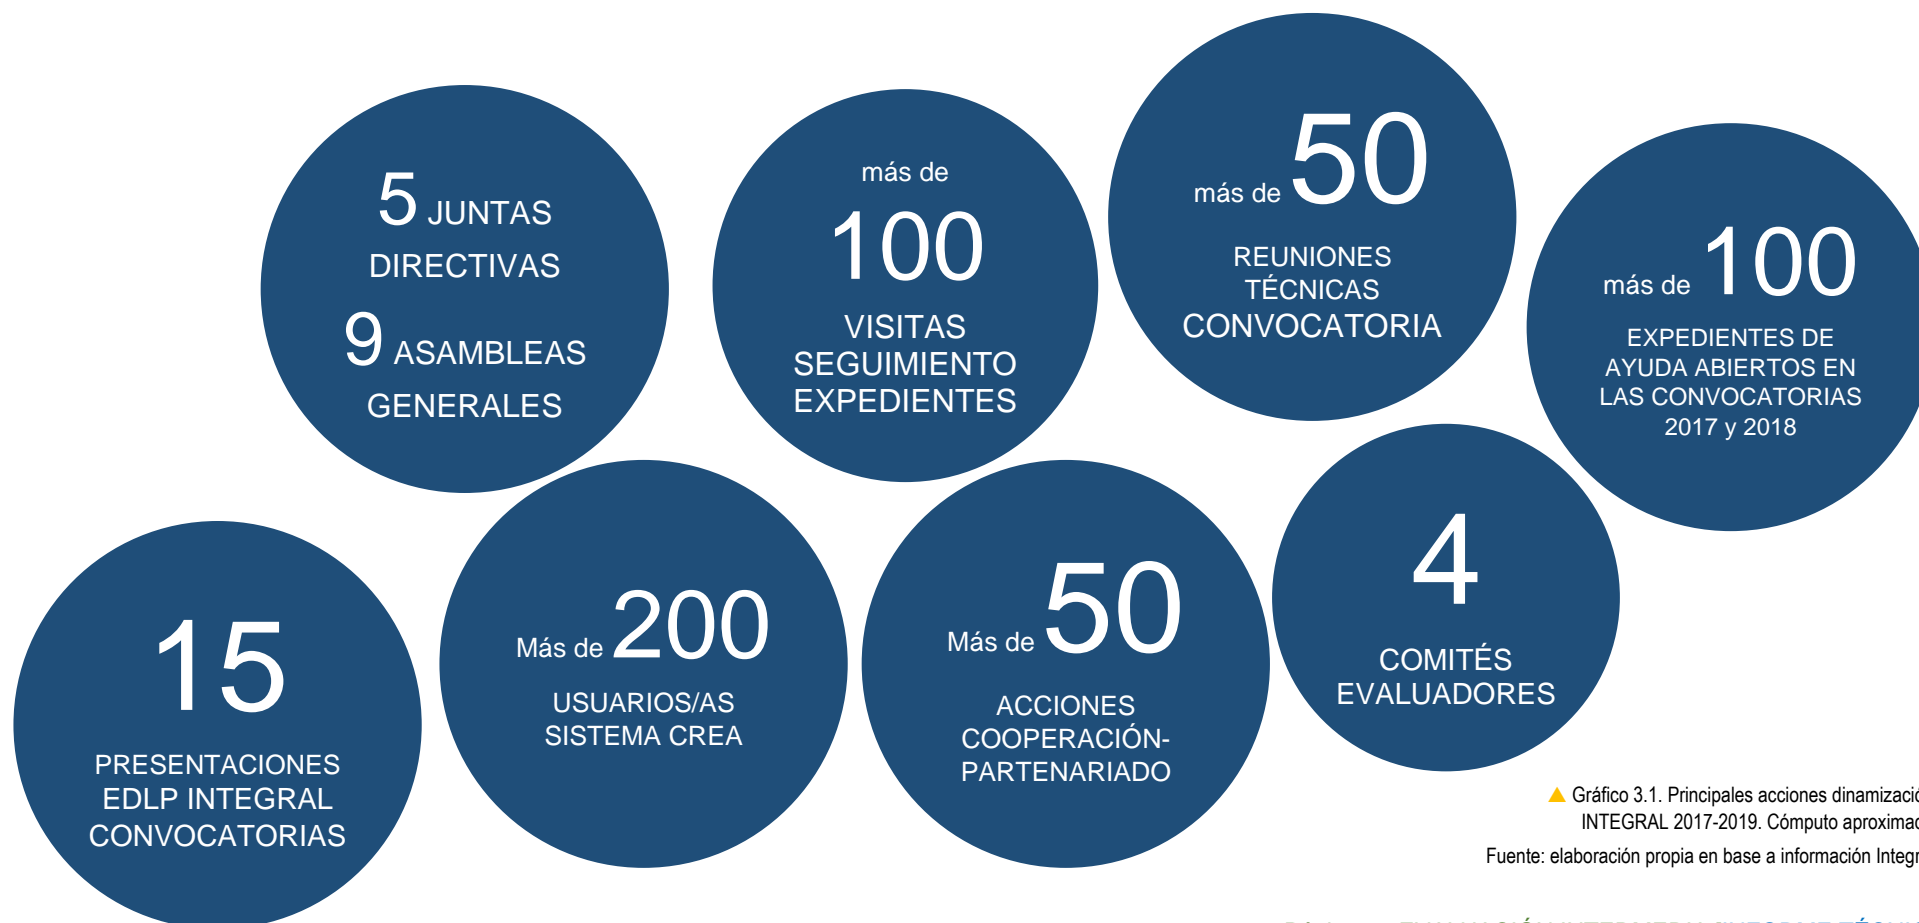 5 JUNTAS
DIRECTIVAS
9 ASAMBLEAS
GENERALES
más de
100
VISITAS
SEGUIMIENTO
EXPEDIENTES
más de 50
REUNIONES
TÉCNICAS
CONVOCATORIA
más de 100
EXPEDIENTES DE
AYUDA ABIERTOS EN
LAS CONVOCATORIAS
2017 y 2018
15
PRESENTACIONES
EDLP INTEGRAL
CONVOCATORIAS
Más de 200
USUARIOS/AS
SISTEMA CREA
Más de 50
ACCIONES
COOPERACIÓN-
PARTENARIADO
4
COMITÉS
EVALUADORES
Gráfico 3.1. Principales acciones dinamizació
INTEGRAL 2017-2019. Cómputo aproximad
Fuente: elaboración propia en base a información Integr